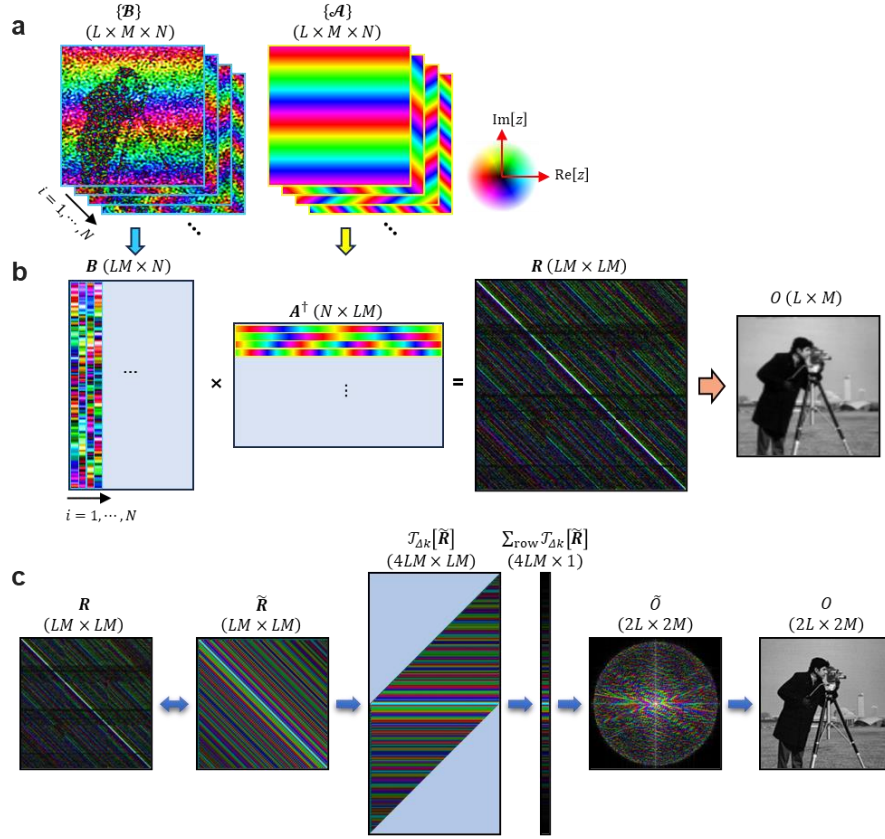 a
{𝓑}
(L × M × N)
{𝓐}
(L × M × N)
Im[z]
Re[z]
i = 1, ⋯, N
⋯
⋯
b
B (LM × N)
A† (N × LM)
R (LM × LM)
O (L × M)
⋯
×
⋮
=
i = 1, ⋯, N
c
R
(LM × LM)
R̃
(LM × LM)
𝒯Δk[R̃]
(4LM × LM)
∑row 𝒯Δk[R̃]
(4LM × 1)
Õ
(2L × 2M)
O
(2L × 2M)